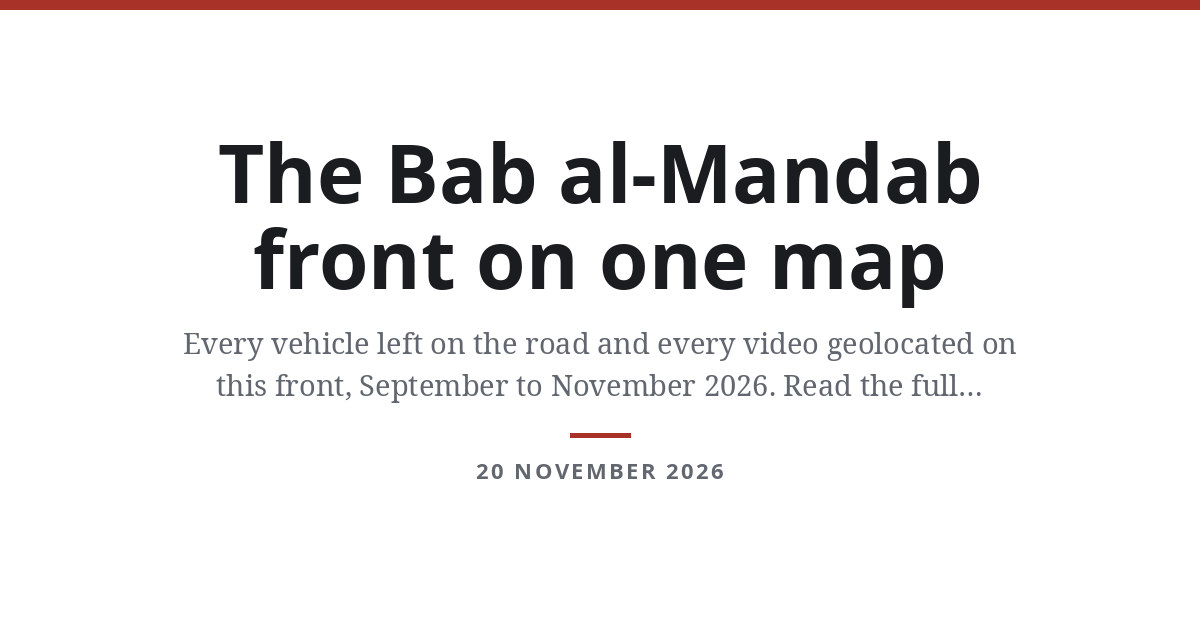 The Bab al-Mandab
front on one map
Every vehicle left on the road and every video geolocated on
this front, September to November 2026. Read the full…
20 NOVEMBER 2026